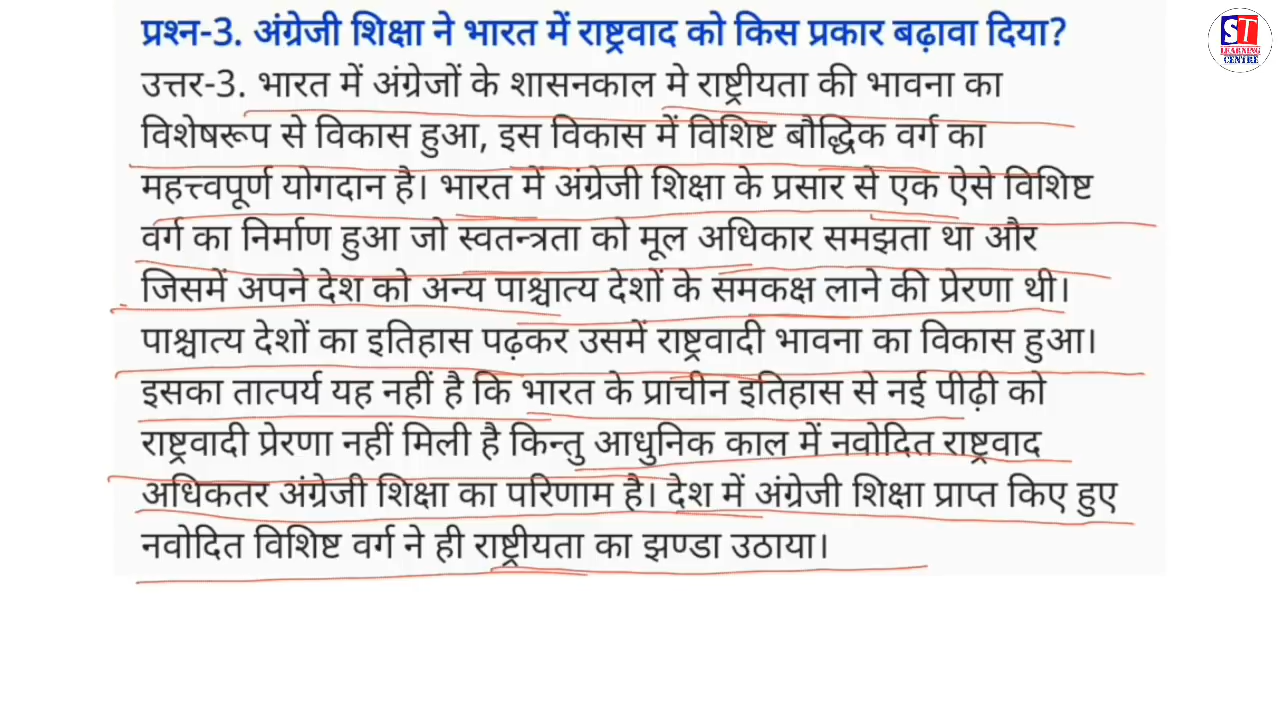 प्रश्न-3. अंग्रेजी शिक्षा ने भारत में राष्ट्रवाद को किस प्रकार बढ़ावा दिया?
ST
LEARNING
CENTRE
उत्तर-3. भारत में अंग्रेजों के शासनकाल मे राष्ट्रीयता की भावना का
विशेषरूप से विकास हुआ, इस विकास में विशिष्ट बौद्धिक वर्ग का
महत्त्वपूर्ण योगदान है। भारत में अंग्रेजी शिक्षा के प्रसार से एक ऐसे विशिष्ट
वर्ग का निर्माण हुआ जो स्वतन्त्रता को मूल अधिकार समझता था और
जिसमें अपने देश को अन्य पाश्चात्य देशों के समकक्ष लाने की प्रेरणा थी।
पाश्चात्य देशों का इतिहास पढ़कर उसमें राष्ट्रवादी भावना का विकास हुआ।
इसका तात्पर्य यह नहीं है कि भारत के प्राचीन इतिहास से नई पीढ़ी को
राष्ट्रवादी प्रेरणा नहीं मिली है किन्तु आधुनिक काल में नवोदित राष्ट्रवाद
अधिकतर अंग्रेजी शिक्षा का परिणाम है। देश में अंग्रेजी शिक्षा प्राप्त किए हुए
नवोदित विशिष्ट वर्ग ने ही राष्ट्रीयता का झण्डा उठाया।